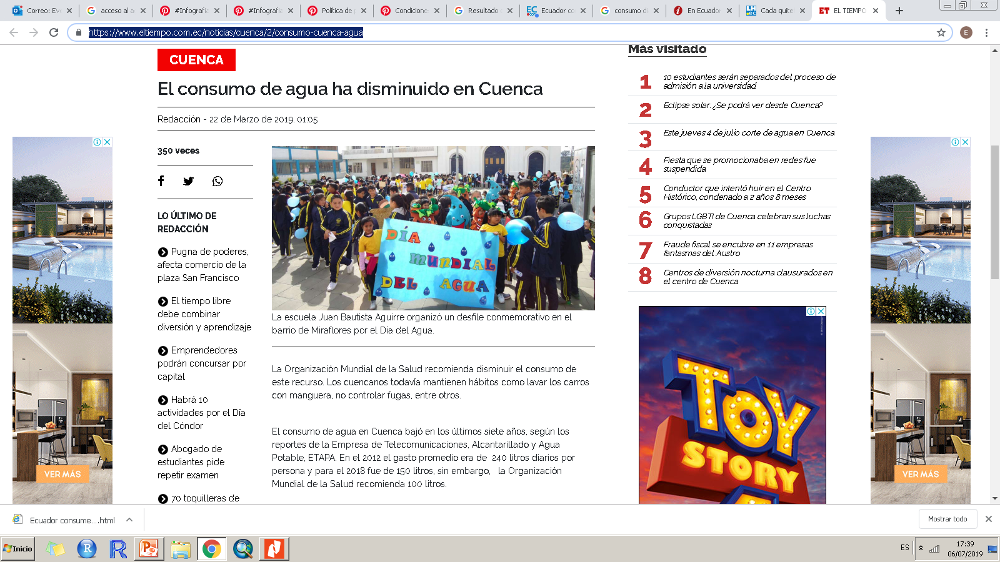 Correo: Ev
acceso al a
#Infografia
#Infografia
Política de p
Condicione
Resultado
Ecuador co
consumo di
En Ecuador
Cada quiter
EL TIEMPO
https://www.eltiempo.com.ec/noticias/cuenca/2/consumo-cuenca-agua
E
CUENCA
El consumo de agua ha disminuido en Cuenca
Redacción - 22 de Marzo de 2019. 01:05
350 veces
LO ÚLTIMO DE
REDACCIÓN
Pugna de poderes,
afecta comercio de la
plaza San Francisco
El tiempo libre
debe combinar
diversión y aprendizaje
Emprendedores
podrán concursar por
capital
Habrá 10
actividades por el Día
del Cóndor
Abogado de
estudiantes pide
repetir examen
70 toquilleras de
DÍA
MUNDIAL
DEL AGUA
La escuela Juan Bautista Aguirre organizó un desfile conmemorativo en el
barrio de Miraflores por el Día del Agua.
La Organización Mundial de la Salud recomienda disminuir el consumo de
este recurso. Los cuencanos todavía mantienen hábitos como lavar los carros
con manguera, no controlar fugas, entre otros.
El consumo de agua en Cuenca bajó en los últimos siete años, según los
reportes de la Empresa de Telecomunicaciones, Alcantarillado y Agua
Potable, ETAPA. En el 2012 el gasto promedio era de 240 litros diarios por
persona y para el 2018 fue de 150 litros, sin embargo, la Organización
Mundial de la Salud recomienda 100 litros.
Más visitado
1 10 estudiantes serán separados del proceso de
admisión a la universidad
2 Eclipse solar: ¿Se podrá ver desde Cuenca?
3 Este jueves 4 de julio corte de agua en Cuenca
4 Fiesta que se promocionaba en redes fue
suspendida
5 Conductor que intentó huir en el Centro
Histórico, condenado a 2 años 8 meses
6 Grupos LGBTI de Cuenca celebran sus luchas
conquistadas
7 Fraude fiscal se encubre en 11 empresas
fantasmas del Austro
8 Centros de diversión nocturna clausurados en
el centro de Cuenca
TOY
STORY
VER MÁS
VER MÁS
Ecuador consume....html
Mostrar todo
Inicio
ES
17:39
06/07/2019